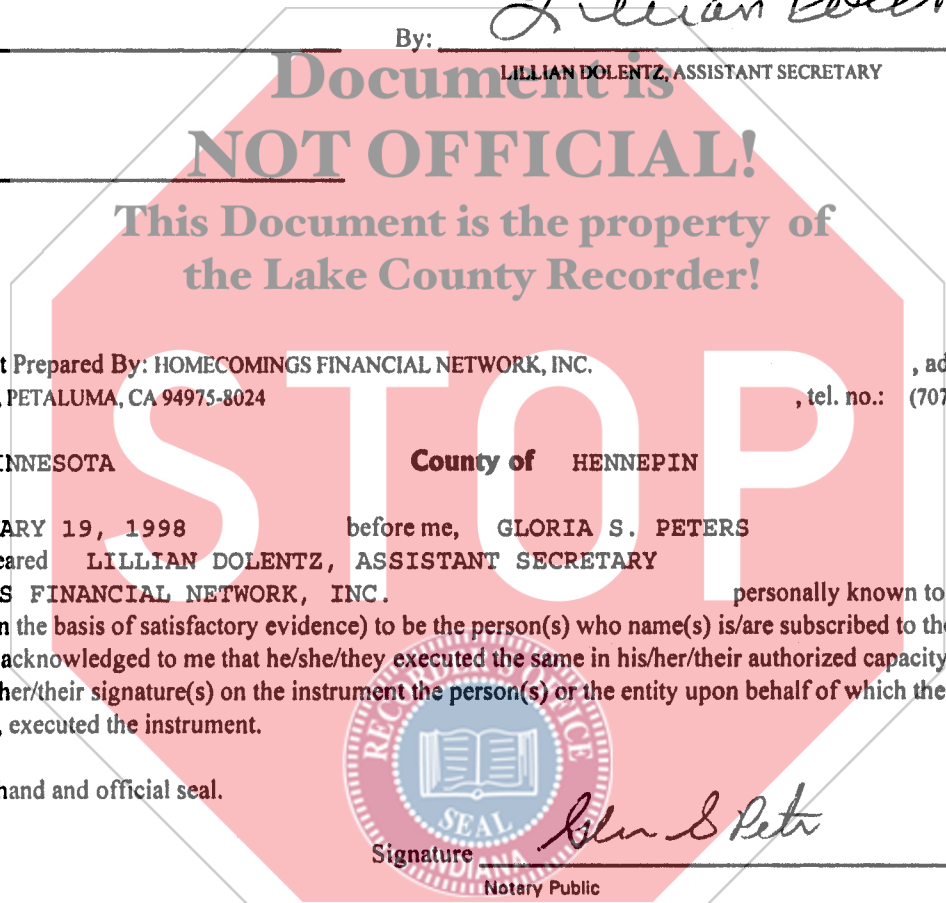 By: Lillian Dolentz
LILLIAN DOLENTZ, ASSISTANT SECRETARY
Document is
NOT OFFICIAL!
This Document is the property of
the Lake County Recorder!
t Prepared By: HOMECOMINGS FINANCIAL NETWORK, INC. , ad
, PETALUMA, CA 94975-8024 , tel. no.: (707
STOP
INNESOTA County of HENNEPIN
ARY 19, 1998 before me, GLORIA S. PETERS
eared LILLIAN DOLENTZ, ASSISTANT SECRETARY
S FINANCIAL NETWORK, INC. personally known to
n the basis of satisfactory evidence) to be the person(s) who name(s) is/are subscribed to the
acknowledged to me that he/she/they executed the same in his/her/their authorized capacity
her/their signature(s) on the instrument the person(s) or the entity upon behalf of which the
, executed the instrument.
hand and official seal.
RECORDER'S OFFICE
SEAL
INDIANA
Signature
Notary Public